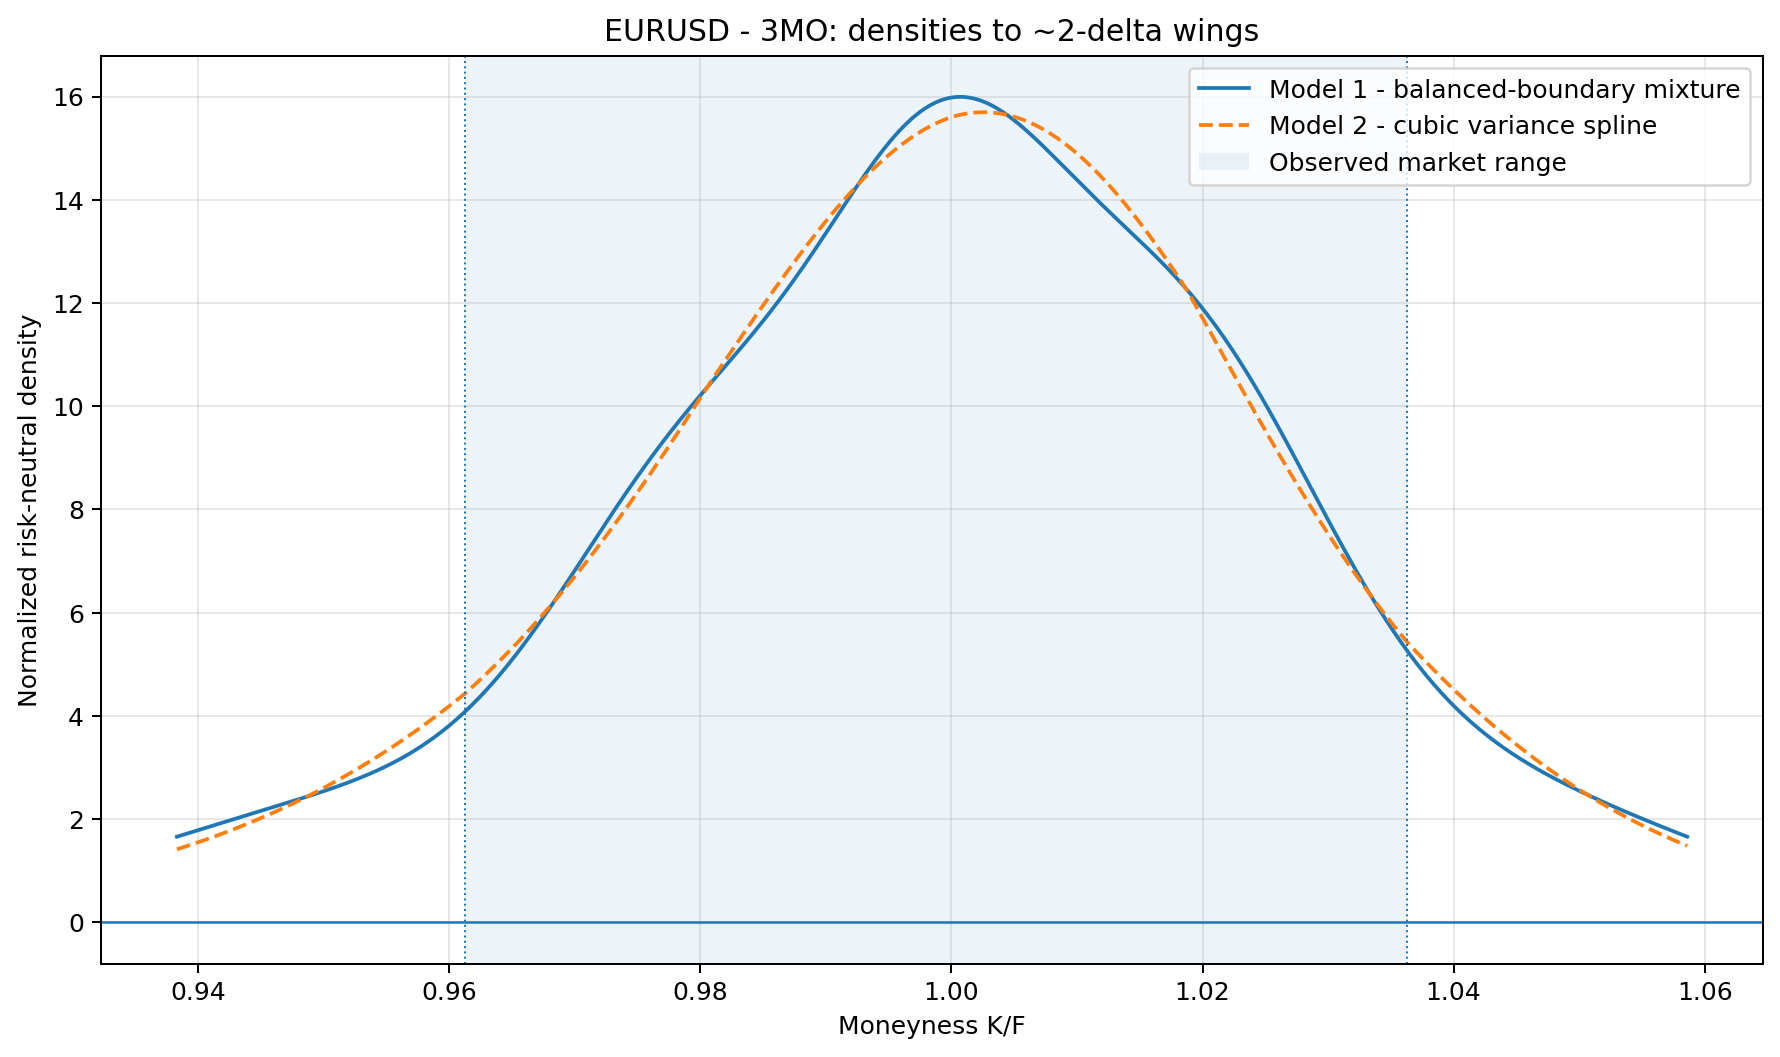 EURUSD - 3MO: densities to ~2-delta wings
Model 1 - balanced-boundary mixture
Model 2 - cubic variance spline
Observed market range
Normalized risk-neutral density
16
14
12
10
8
6
4
2
0
0.94
0.96
0.98
1.00
1.02
1.04
1.06
Moneyness K/F